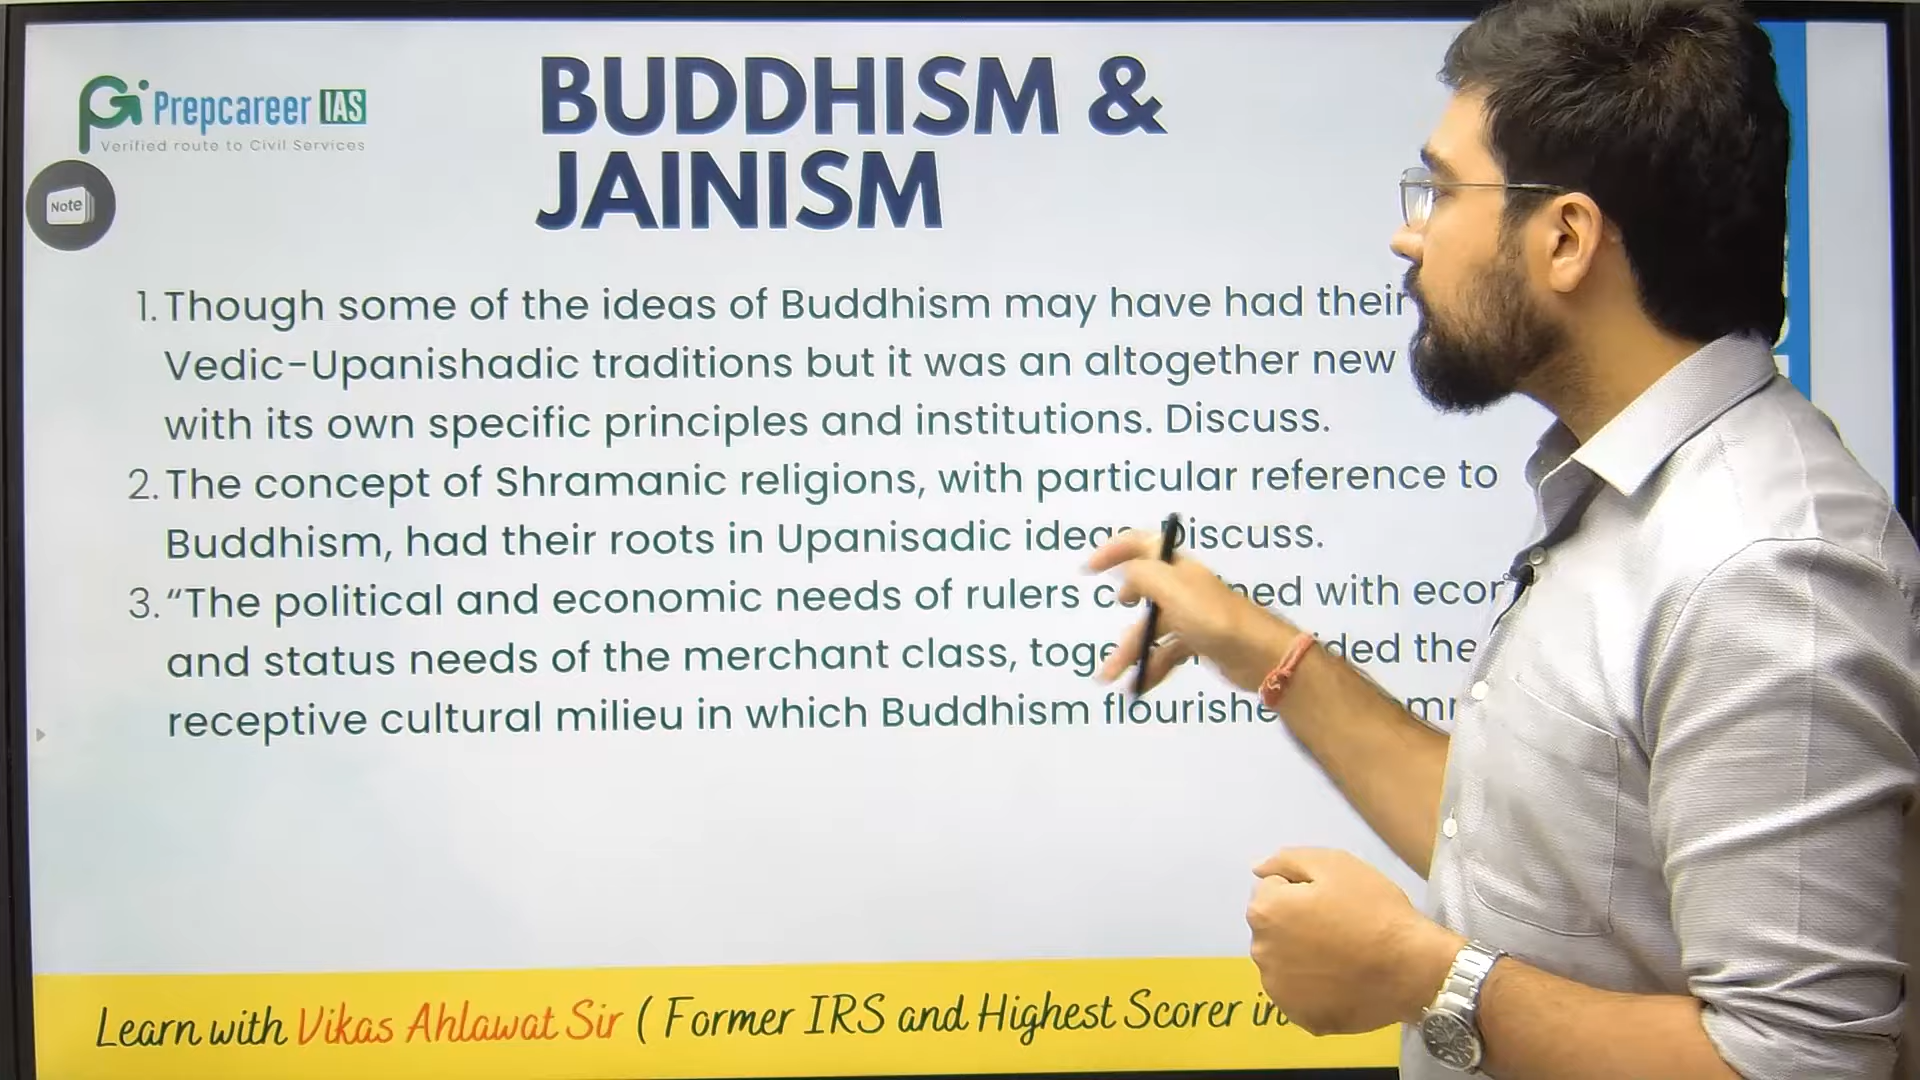 Prepcareer IAS
Verified route to Civil Services
Note
BUDDHISM &
JAINISM
1. Though some of the ideas of Buddhism may have had their
Vedic-Upanishadic traditions but it was an altogether new
with its own specific principles and institutions. Discuss.
2. The concept of Shramanic religions, with particular reference to
Buddhism, had their roots in Upanisadic Discuss.
3. “The political and economic needs of rulers with
and status needs of the merchant class, the
receptive cultural milieu in which Buddhism
Learn with Vikas Ahlawat Sir ( Former IRS and Highest Scorer in